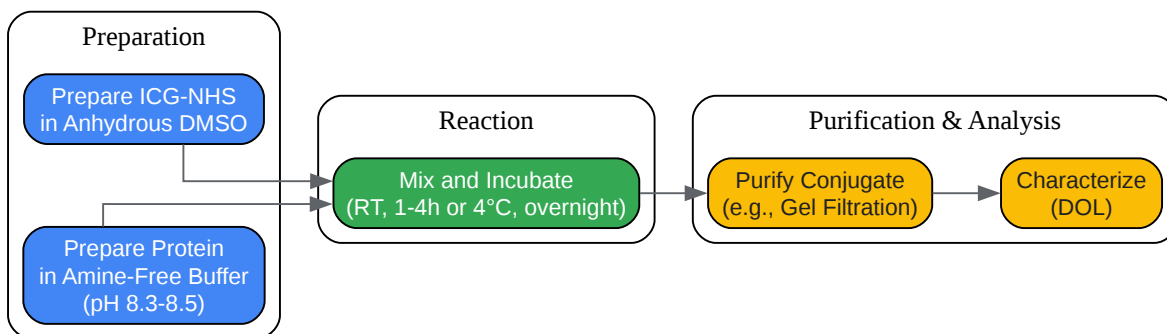 Preparation
Prepare ICG-NHS
in Anhydrous DMSO
Prepare Protein
in Amine-Free Buffer
(pH 8.3-8.5)
Reaction
Mix and Incubate
(RT, 1-4h or 4°C, overnight)
Purification & Analysis
Purify Conjugate
(e.g., Gel Filtration)
Characterize
(DOL)